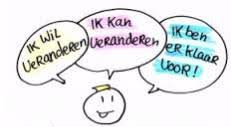 IK WIL
VERANDEREN
IK KAN
VERANDEREN
IK ben
ER KLAAR
VOOR!